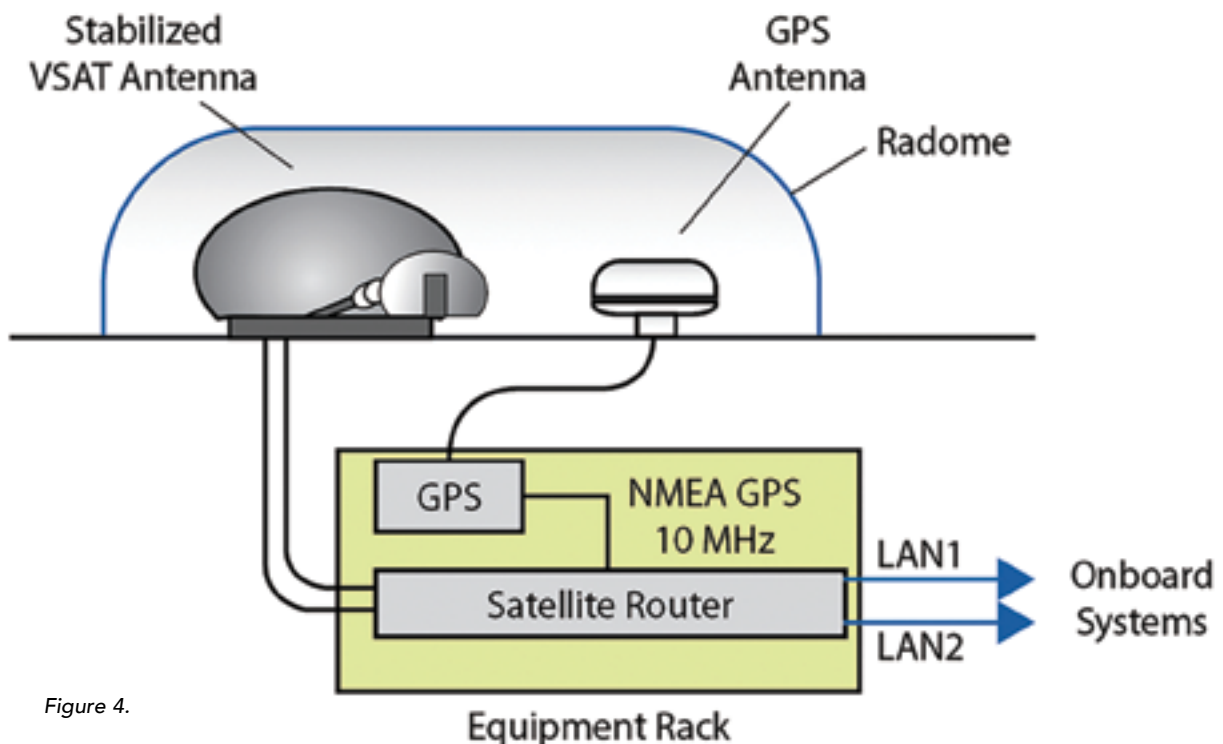 Stabilized
VSAT Antenna
GPS
Antenna
Radome
GPS
NMEA GPS
10 MHz
Satellite Router
LAN1
LAN2
Onboard
Systems
Figure 4.
Equipment Rack